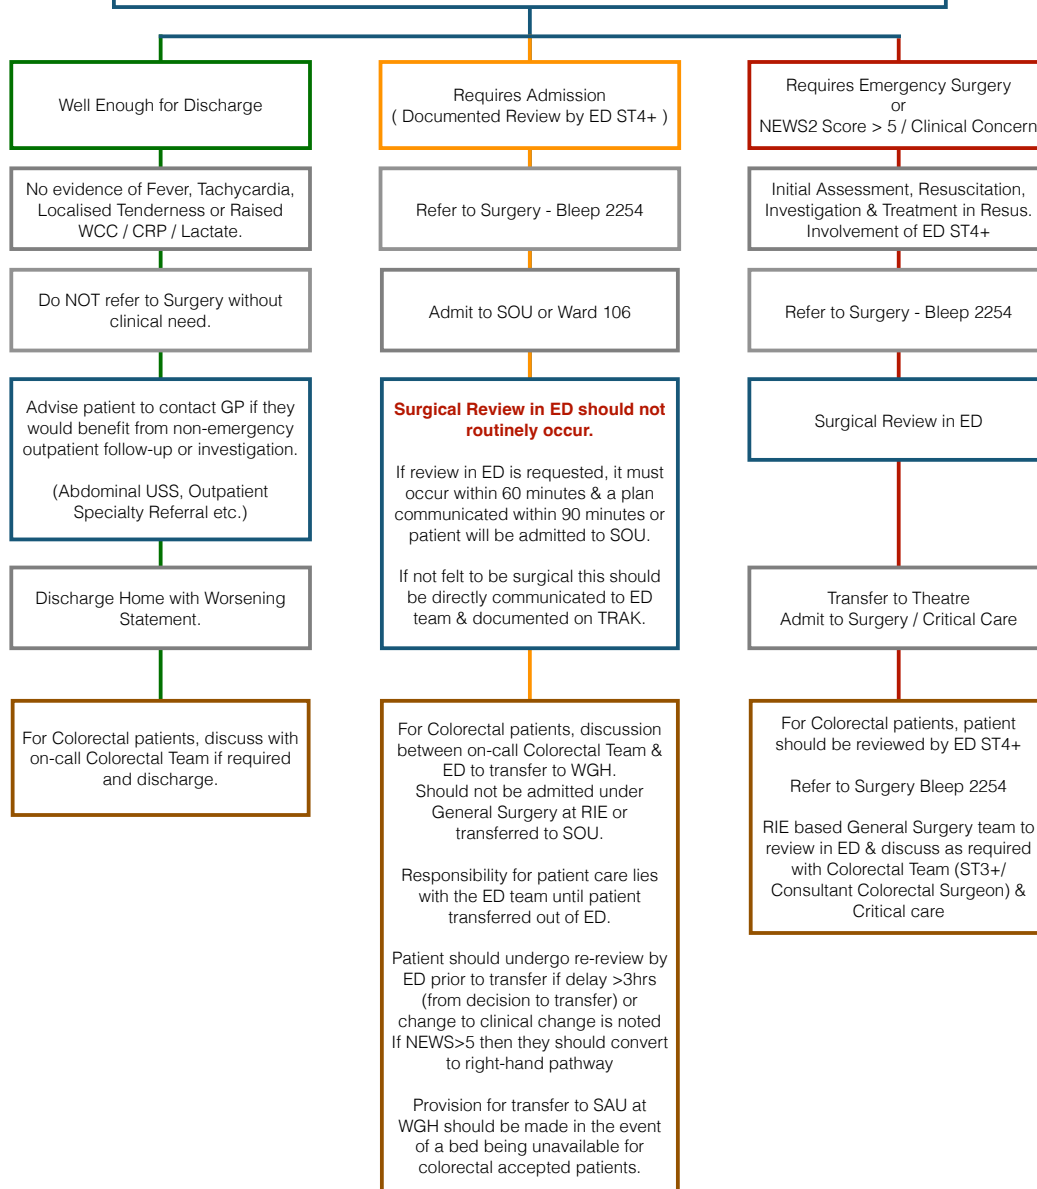 Well Enough for Discharge
No evidence of Fever, Tachycardia,
Localised Tenderness or Raised
WCC / CRP / Lactate.
Do NOT refer to Surgery without
clinical need.
Advise patient to contact GP if they
would benefit from non-emergency
outpatient follow-up or investigation.
(Abdominal USS, Outpatient
Specialty Referral etc.)
Discharge Home with Worsening
Statement.
For Colorectal patients, discuss with
on-call Colorectal Team if required
and discharge.
Requires Admission
( Documented Review by ED ST4+ )
Refer to Surgery - Bleep 2254
Admit to SOU or Ward 106
Surgical Review in ED should not
routinely occur.
If review in ED is requested, it must
occur within 60 minutes & a plan
communicated within 90 minutes or
patient will be admitted to SOU.
If not felt to be surgical this should
be directly communicated to ED
team & documented on TRAK.
For Colorectal patients, discussion
between on-call Colorectal Team &
ED to transfer to WGH.
Should not be admitted under
General Surgery at RIE or
transferred to SOU.
Responsibility for patient care lies
with the ED team until patient
transferred out of ED.
Patient should undergo re-review by
ED prior to transfer if delay >3hrs
(from decision to transfer) or
change to clinical change is noted
If NEWS>5 then they should convert
to right-hand pathway
Provision for transfer to SAU at
WGH should be made in the event
of a bed being unavailable for
colorectal accepted patients.
Requires Emergency Surgery
or
NEWS2 Score > 5 / Clinical Concern
Initial Assessment, Resuscitation,
Investigation & Treatment in Resus.
Involvement of ED ST4+
Refer to Surgery - Bleep 2254
Surgical Review in ED
Transfer to Theatre
Admit to Surgery / Critical Care
For Colorectal patients, patient
should be reviewed by ED ST4+
Refer to Surgery Bleep 2254
RIE based General Surgery team to
review in ED & discuss as required
with Colorectal Team (ST3+/
Consultant Colorectal Surgeon) &
Critical care